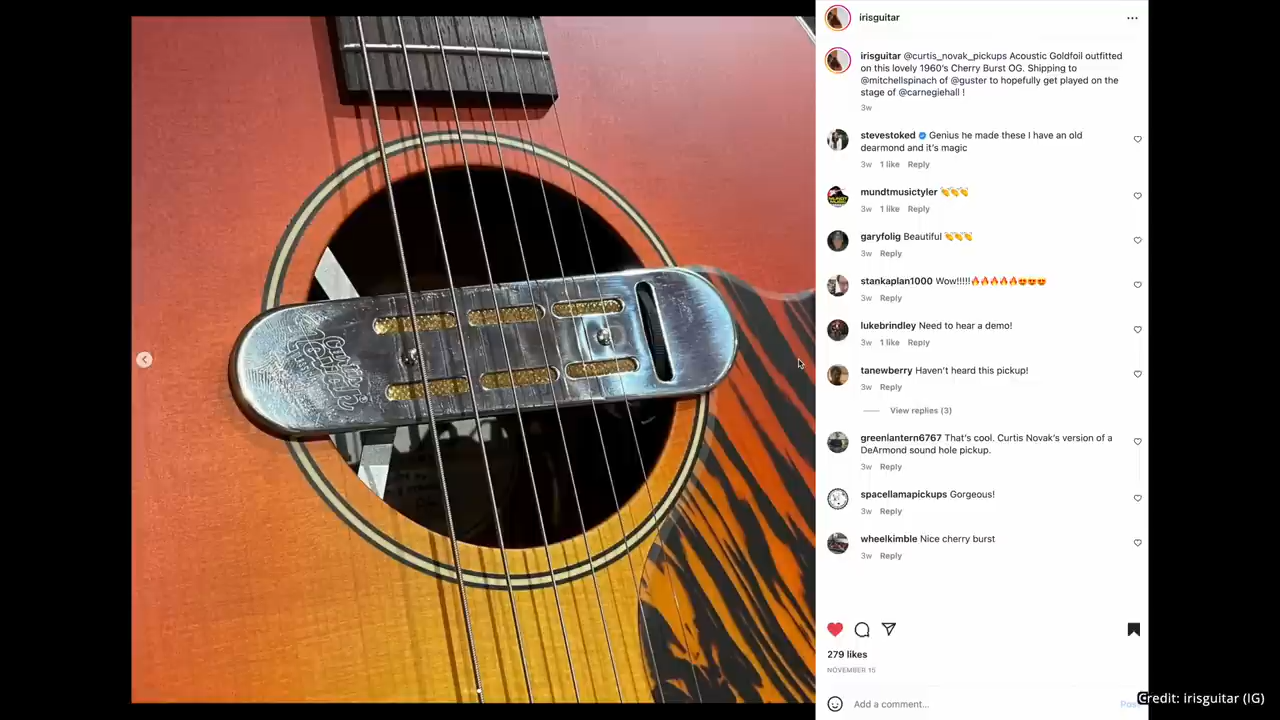 irisguitar
irisguitar @curtis_novak_pickups Acoustic Goldfoil outfitted
on this lovely 1960's Cherry Burst OG. Shipping to
@mitchellspinach of @guster to hopefully get played on the
stage of @carnegiehall !
3w
stevestoked Genius he made these I have an old
dearmond and it's magic
3w 1 like Reply
mundtmusictyler 👏👏👏
3w 1 like Reply
garyfolig Beautiful 👏👏👏
3w Reply
stankaplan1000 Wow!!!!!🔥🔥🔥🔥🔥😍😍😍
3w Reply
lukebrindley Need to hear a demo!
3w 1 like Reply
tanewberry Haven't heard this pickup!
3w Reply
View replies (3)
greenlantern6767 That's cool. Curtis Novak's version of a
DeArmond sound hole pickup.
3w Reply
spacellamapickups Gorgeous!
3w Reply
wheelkimble Nice cherry burst
3w Reply
279 likes
NOVEMBER 15
Add a comment...
Credit: irisguitar (IG)